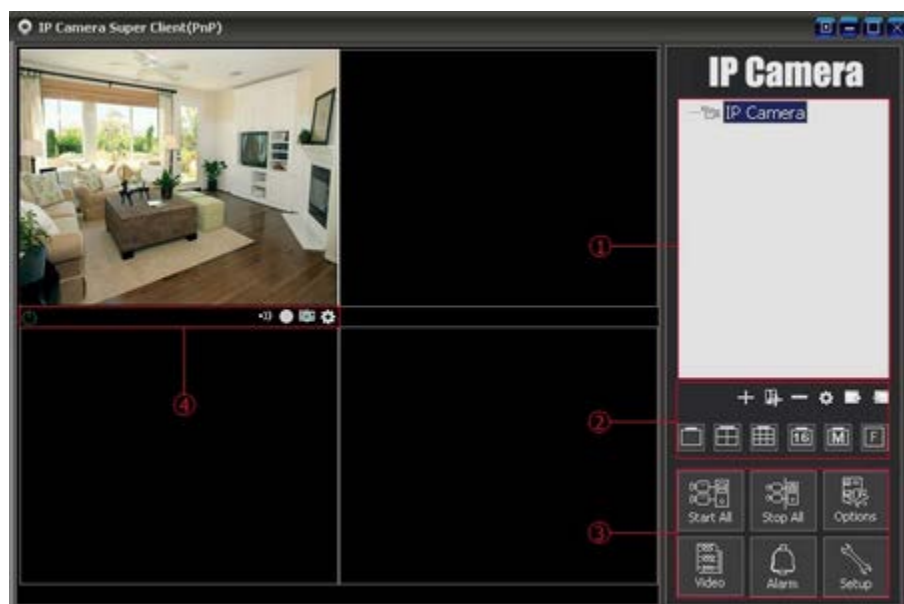 IP Camera Super Client(PnP)
IP Camera
IP Camera
①
④
②
16 M F
③
Start All Stop All Options
Video Alarm Setup